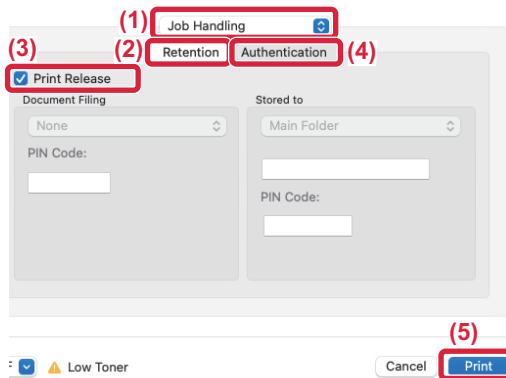 (1) Job Handling
(3) (2) Retention Authentication (4)
Print Release
Document Filing Stored to
None Main Folder
PIN Code:
PIN Code:
(5)
F Low Toner Cancel Print